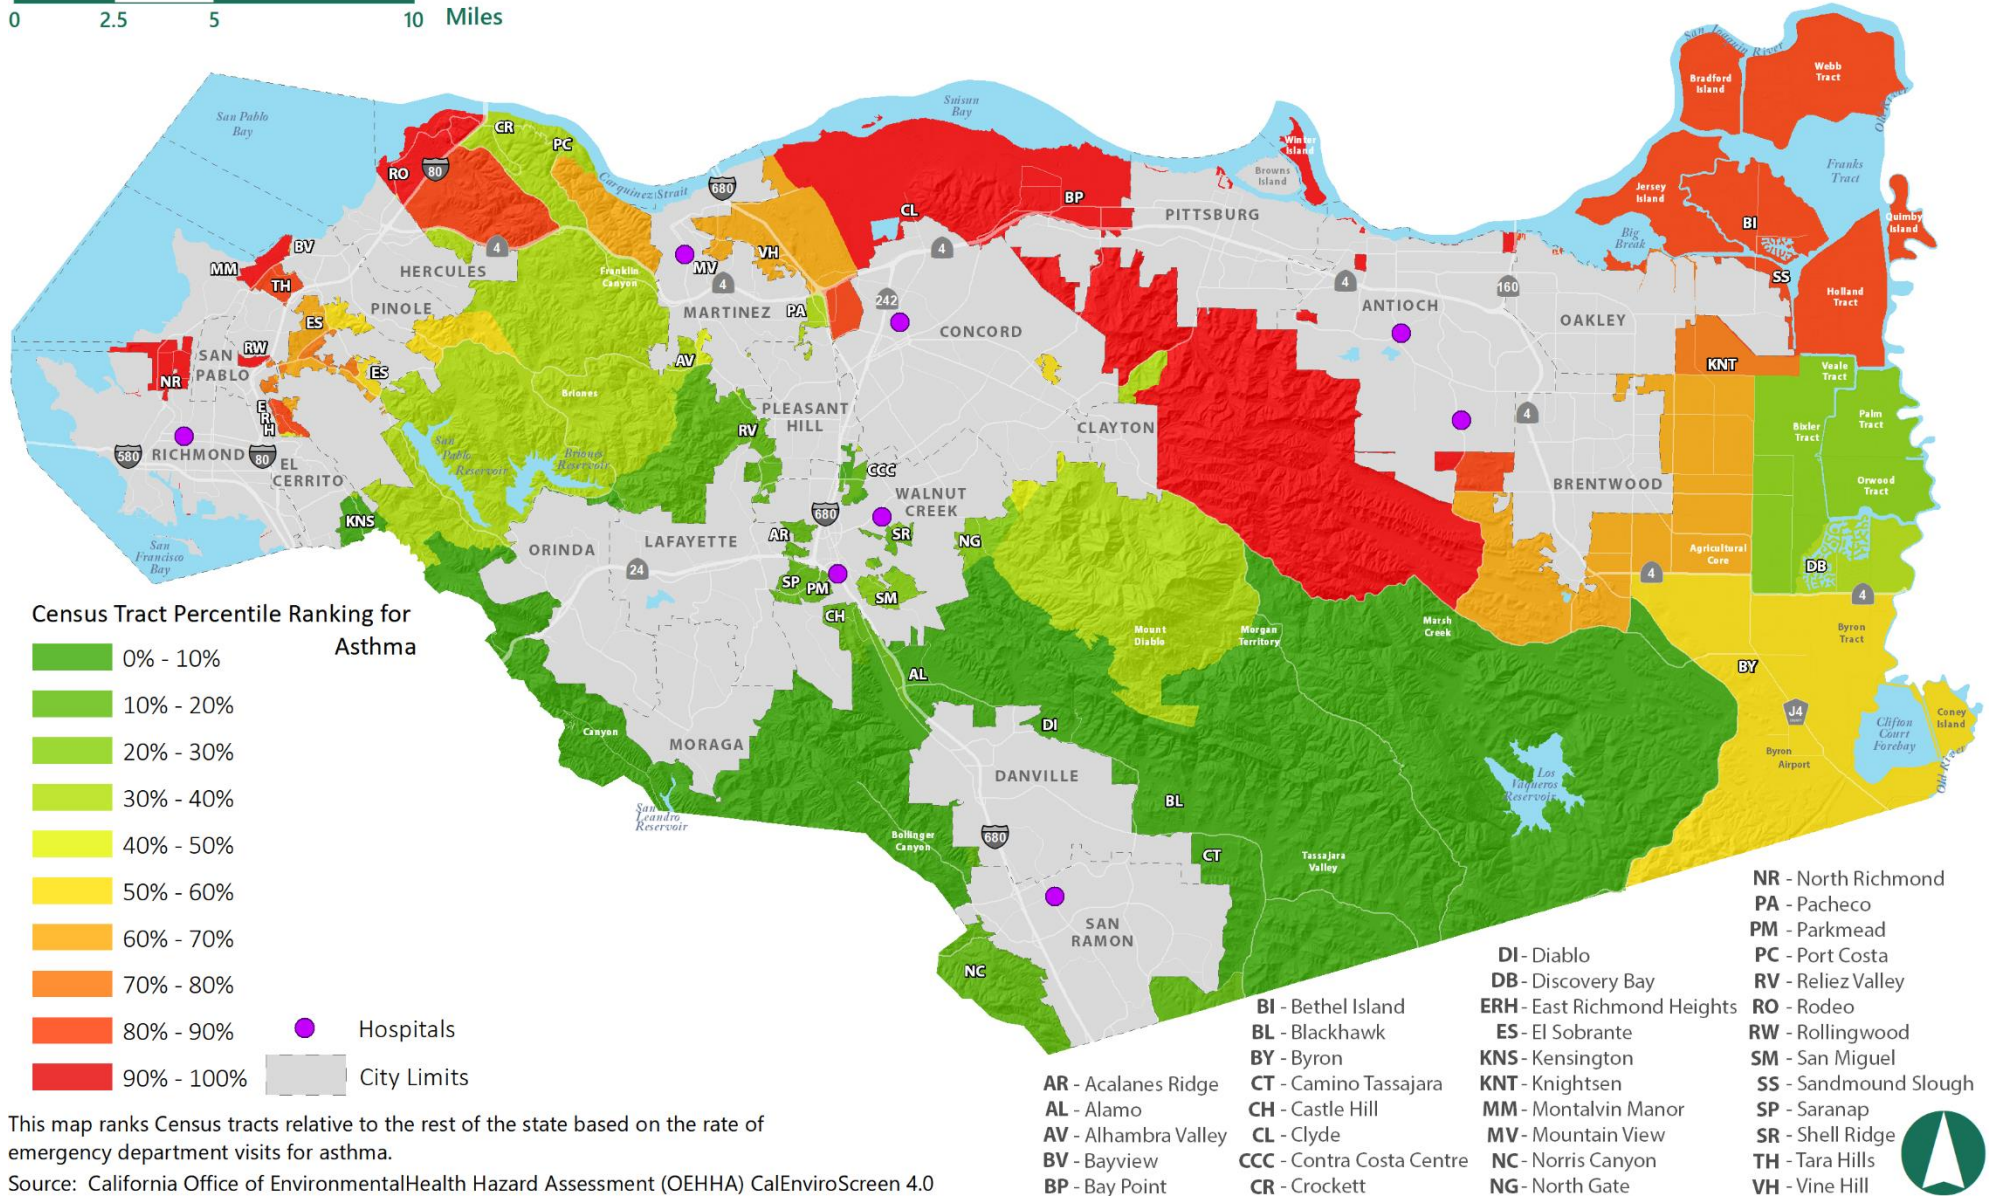 0 2.5 5 10 Miles
San Joaquin River
Webb Tract
Bradford Island
Old River
San Pablo Bay
Suisun Bay
CR
PC
RO
80
Carquinez Strait
680
Winter Island
Browns Island
Franks Tract
Jersey Island
BI
Quimby Island
Big Break
BP
CL
PITTSBURG
BV
MM
TH
4
HERCULES
Franklin Canyon
MV
VH
4
4
4
160
SS
Holland Tract
PINOLE
ES
MARTINEZ
PA
242
CONCORD
ANTIOCH
OAKLEY
SAN PABLO
RW
NR
ES
AV
KNT
Veale Tract
Briones
ERH
PLEASANT HILL
RV
CLAYTON
4
Palm Tract
Bixler Tract
580
RICHMOND
80
EL CERRITO
San Pablo Reservoir
Briones Reservoir
CCC
WALNUT CREEK
BRENTWOOD
Orwood Tract
KNS
680
San Francisco Bay
ORINDA
LAFAYETTE
AR
SR
NG
24
SP
PM
SM
CH
Agricultural Core
4
DB
4
Mount Diablo
Morgan Territory
Marsh Creek
Byron Tract
AL
BY
DI
Canyon
MORAGA
DANVILLE
J4
Coney Island
Clifton Court Forebay
Byron Airport
Old River
Los Vaqueros Reservoir
San Leandro Reservoir
BL
680
Bollinger Canyon
CT
Tassajara Valley
SAN RAMON
NC
Census Tract Percentile Ranking for
Asthma
0% - 10%
10% - 20%
20% - 30%
30% - 40%
40% - 50%
50% - 60%
60% - 70%
70% - 80%
80% - 90%
90% - 100%
Hospitals
City Limits
This map ranks Census tracts relative to the rest of the state based on the rate of
emergency department visits for asthma.
Source: California Office of EnvironmentalHealth Hazard Assessment (OEHHA) CalEnviroScreen 4.0
AR - Acalanes Ridge
AL - Alamo
AV - Alhambra Valley
BV - Bayview
BP - Bay Point
BI - Bethel Island
BL - Blackhawk
BY - Byron
CT - Camino Tassajara
CH - Castle Hill
CL - Clyde
CCC - Contra Costa Centre
CR - Crockett
DI - Diablo
DB - Discovery Bay
ERH - East Richmond Heights
ES - El Sobrante
KNS - Kensington
KNT - Knightsen
MM - Montalvin Manor
MV - Mountain View
NC - Norris Canyon
NG - North Gate
NR - North Richmond
PA - Pacheco
PM - Parkmead
PC - Port Costa
RV - Reliez Valley
RO - Rodeo
RW - Rollingwood
SM - San Miguel
SS - Sandmound Slough
SP - Saranap
SR - Shell Ridge
TH - Tara Hills
VH - Vine Hill